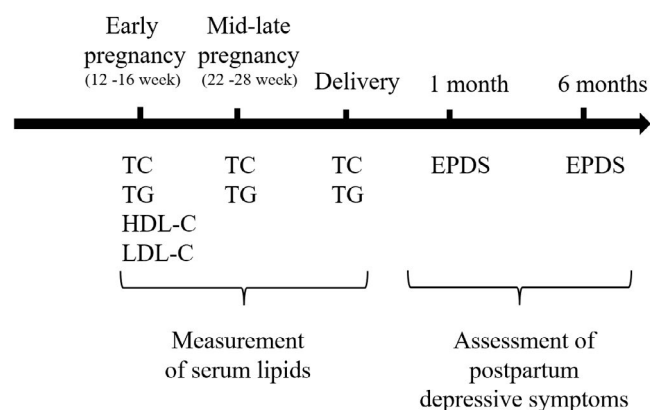 Early
pregnancy
(12 -16 week)
Mid-late
pregnancy
(22 -28 week)
Delivery
1 month
6 months
TC
TG
HDL-C
LDL-C
TC
TG
TC
TG
EPDS
EPDS
Measurement
of serum lipids
Assessment of
postpartum
depressive symptoms